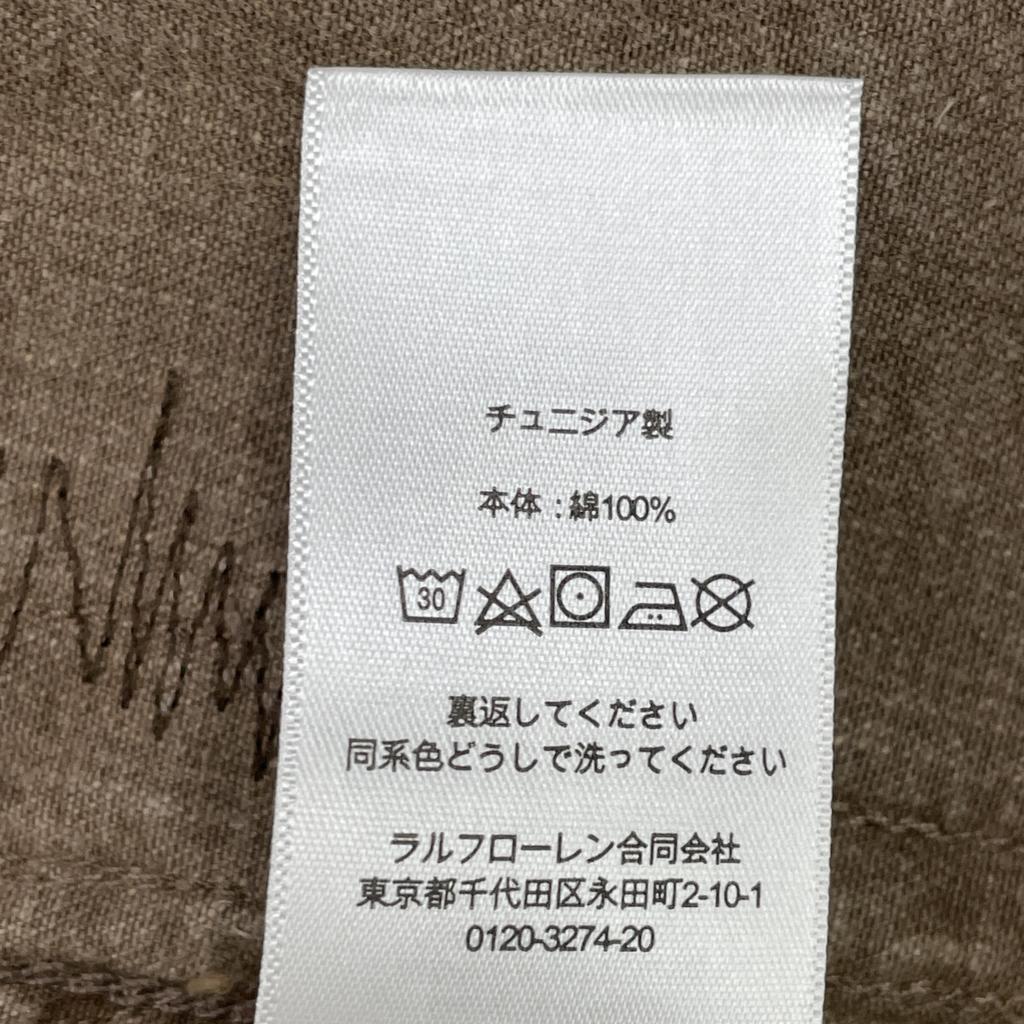 チュニジア製
本体 : 綿100%
30
裏返してください
同系色どうしで洗ってください
ラルフローレン合同会社
東京都千代田区永田町2-10-1
0120-3274-20